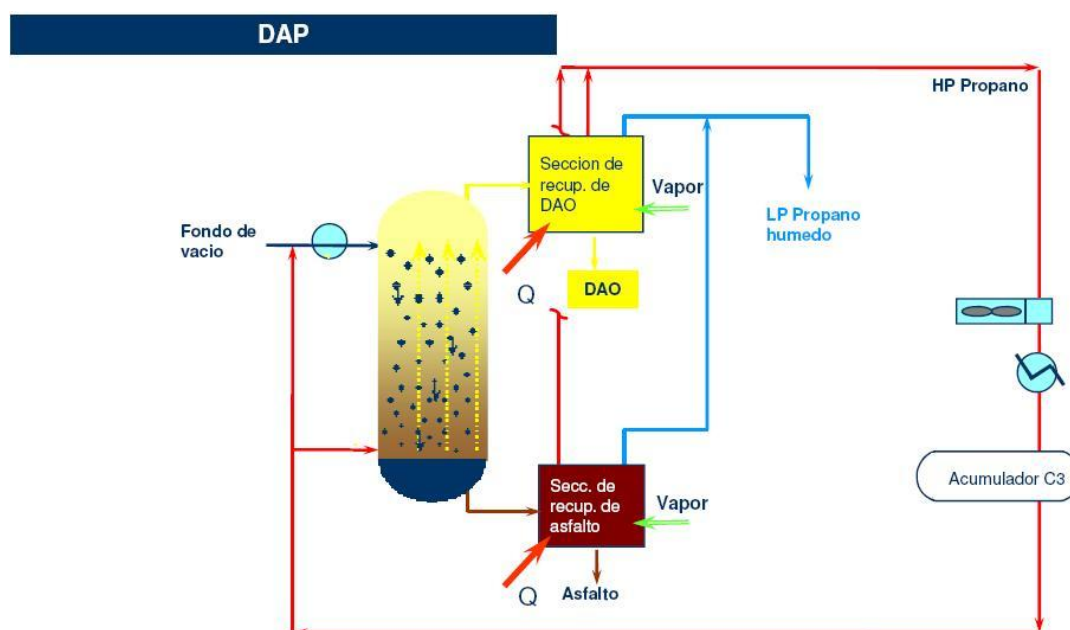 DAP
HP Propano
Seccion de
recup. de
DAO
Vapor
LP Propano
humedo
Fondo de
vacio
Q
DAO
Secc. de
recup. de
asfalto
Vapor
Q
Asfalto
Acumulador C3